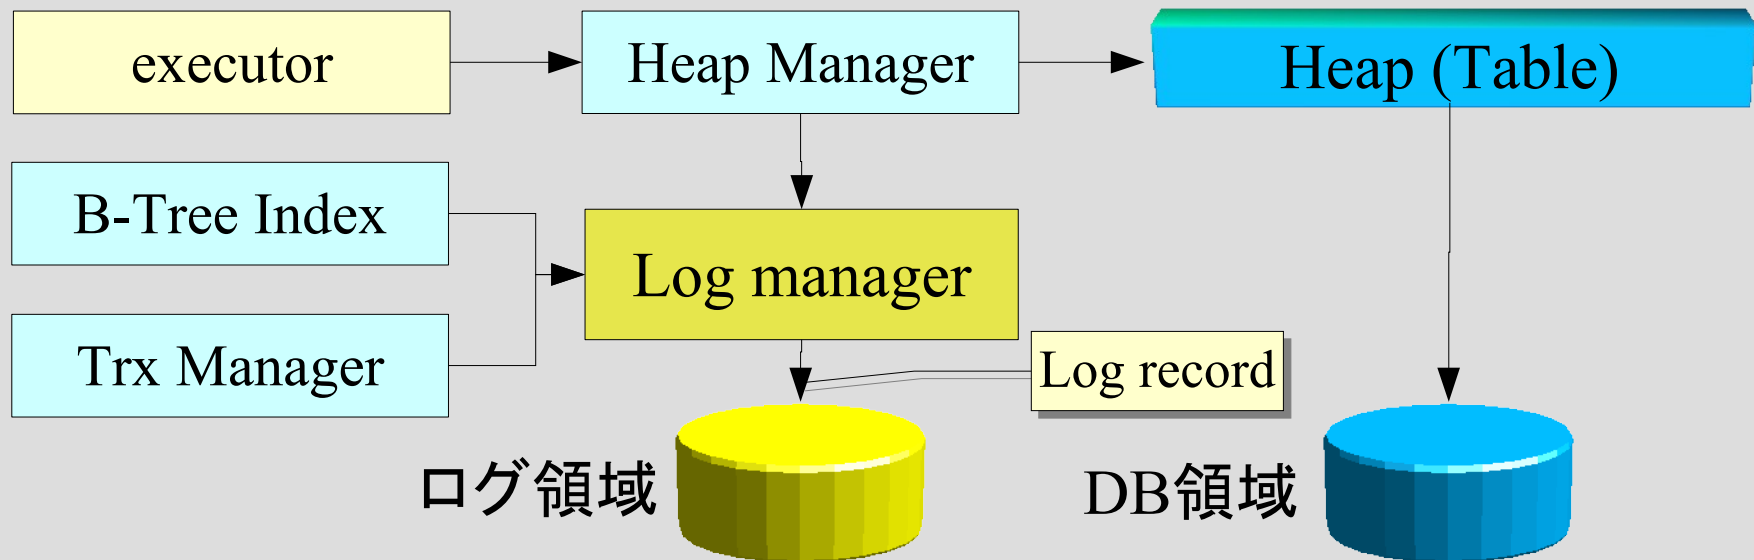 executor
Heap Manager
Heap (Table)
B-Tree Index
Log manager
Trx Manager
Log record
ログ領域
DB領域